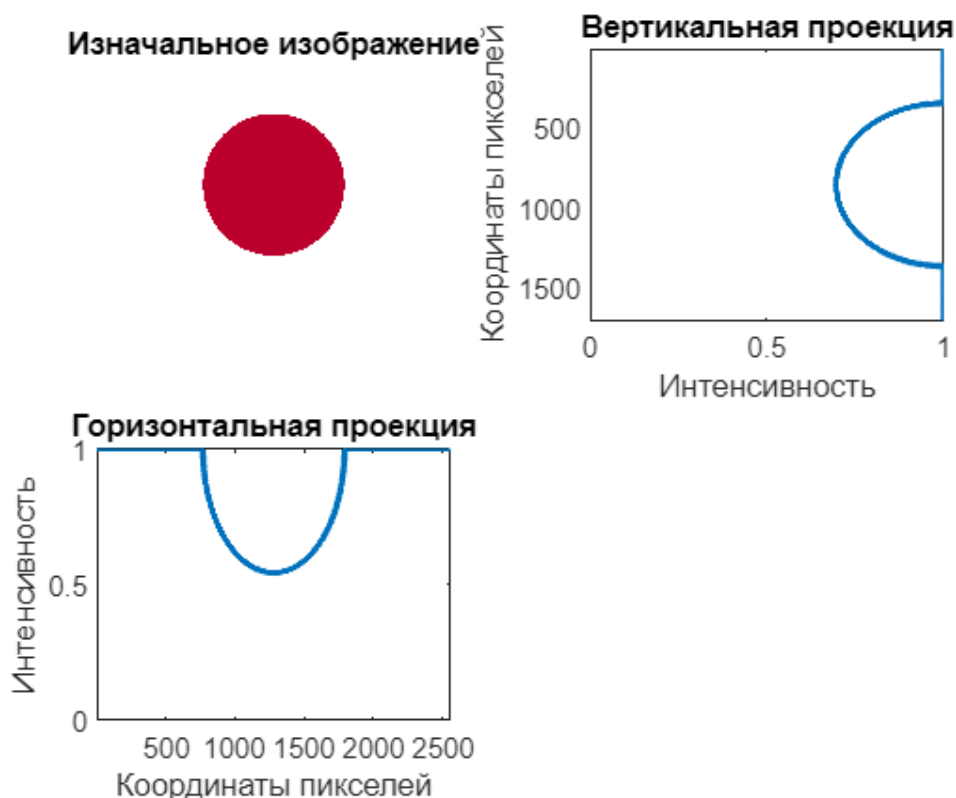 Изначальное изображение
Вертикальная проекция
Координаты пикселей
500
1000
1500
0
0.5
1
Интенсивность
Горизонтальная проекция
Интенсивность
1
0.5
0
500
1000
1500
2000
2500
Координаты пикселей